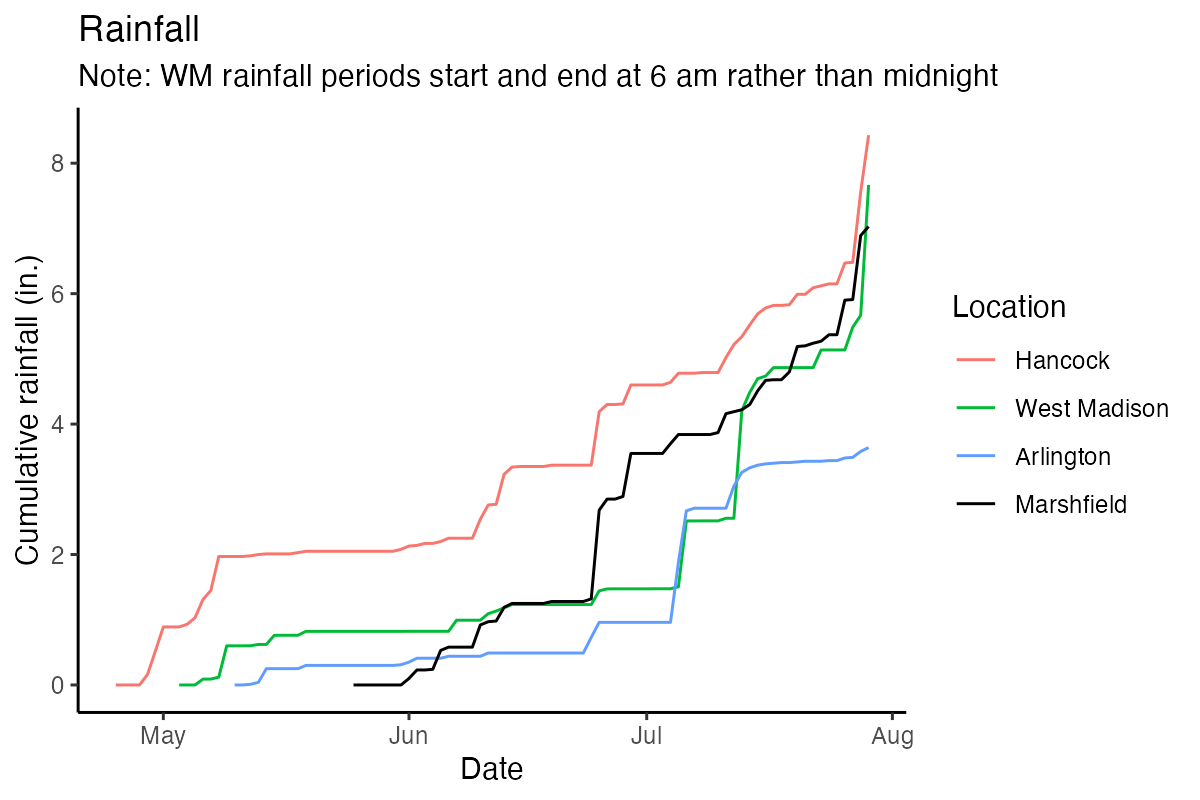 Rainfall
Note: WM rainfall periods start and end at 6 am rather than midnight
Cumulative rainfall (in.)
8
6
4
2
0
May Jun Jul Aug
Date
Location
Hancock
West Madison
Arlington
Marshfield